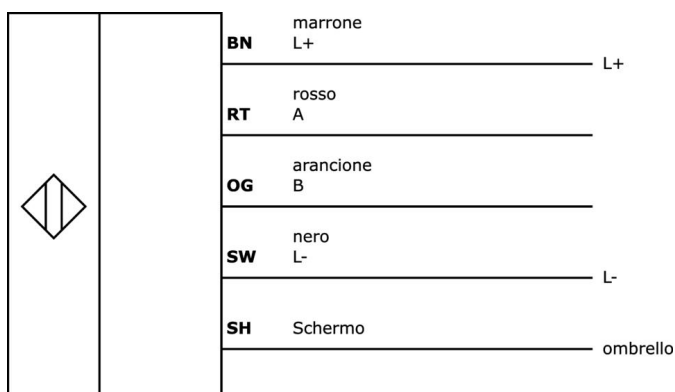 marrone
BN L+
L+
rosso
RT A
arancione
OG B
nero
SW L-
L-
SH Schermo
ombrello